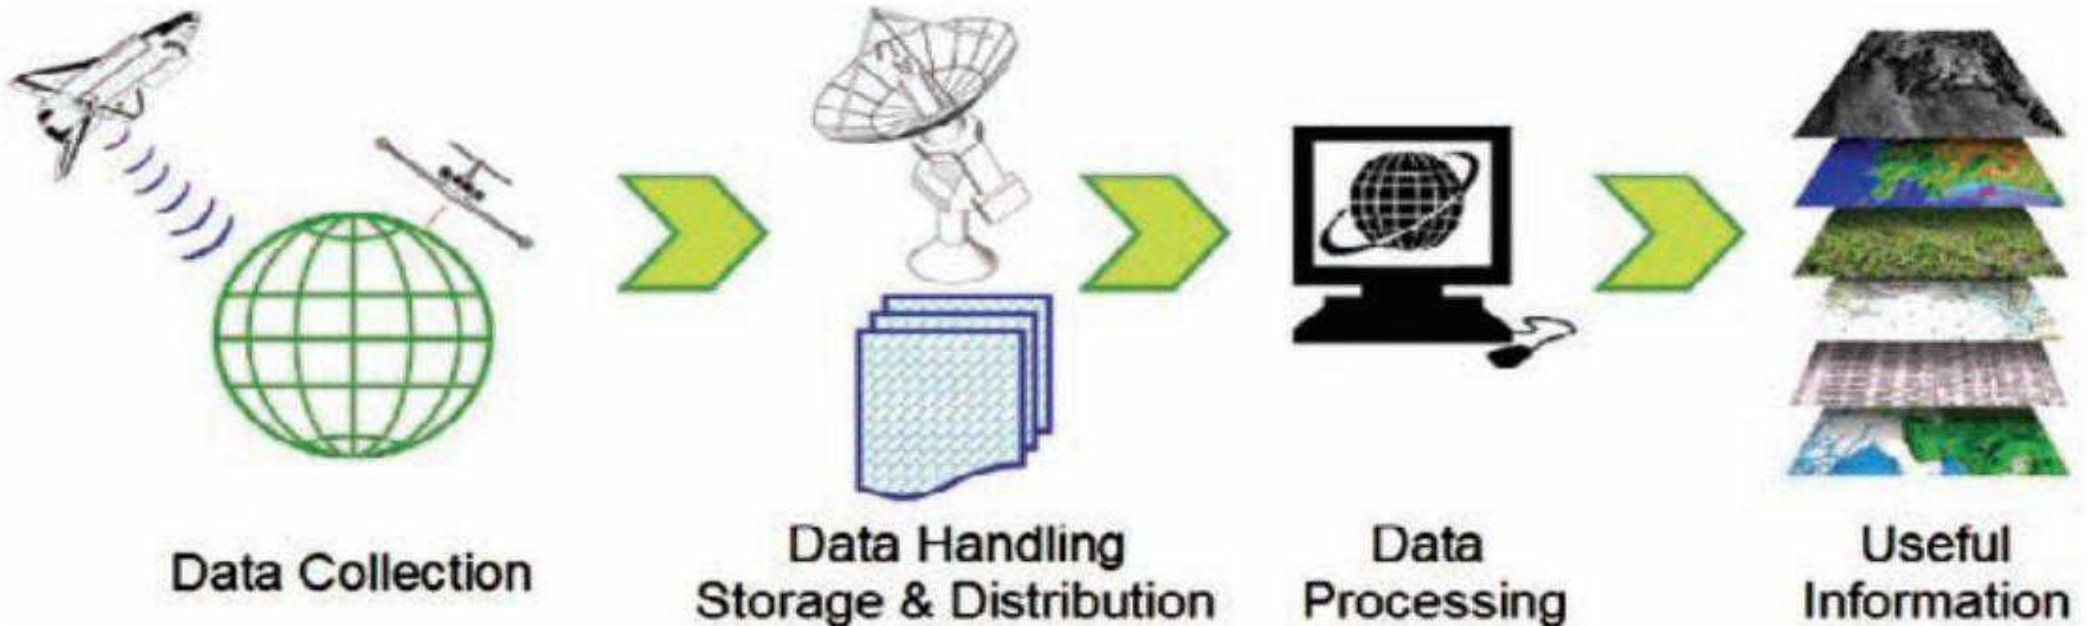 Data Collection
Data Handling
Storage & Distribution
Data
Processing
Useful
Information